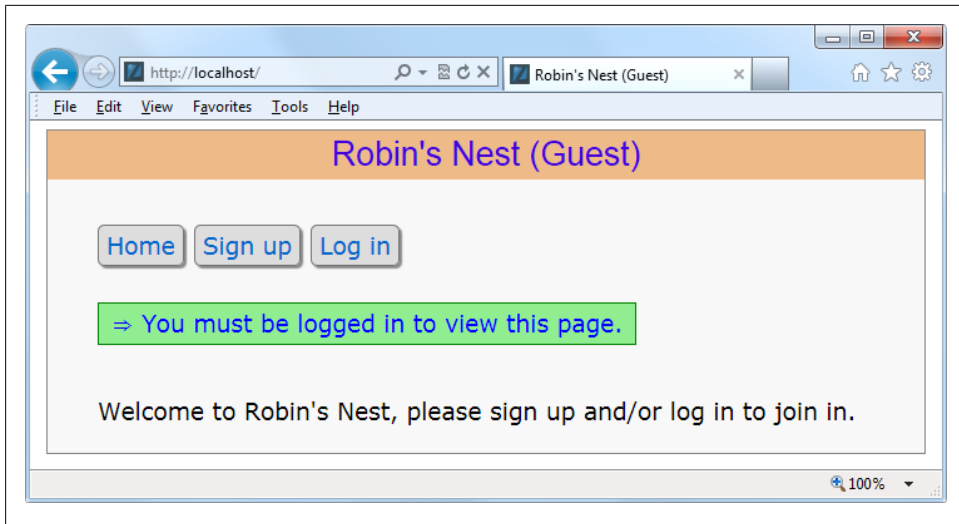 http://localhost/
Robin's Nest (Guest)
File Edit View Favorites Tools Help
Robin's Nest (Guest)
Home Sign up Log in
⇒ You must be logged in to view this page.
Welcome to Robin's Nest, please sign up and/or log in to join in.
100%